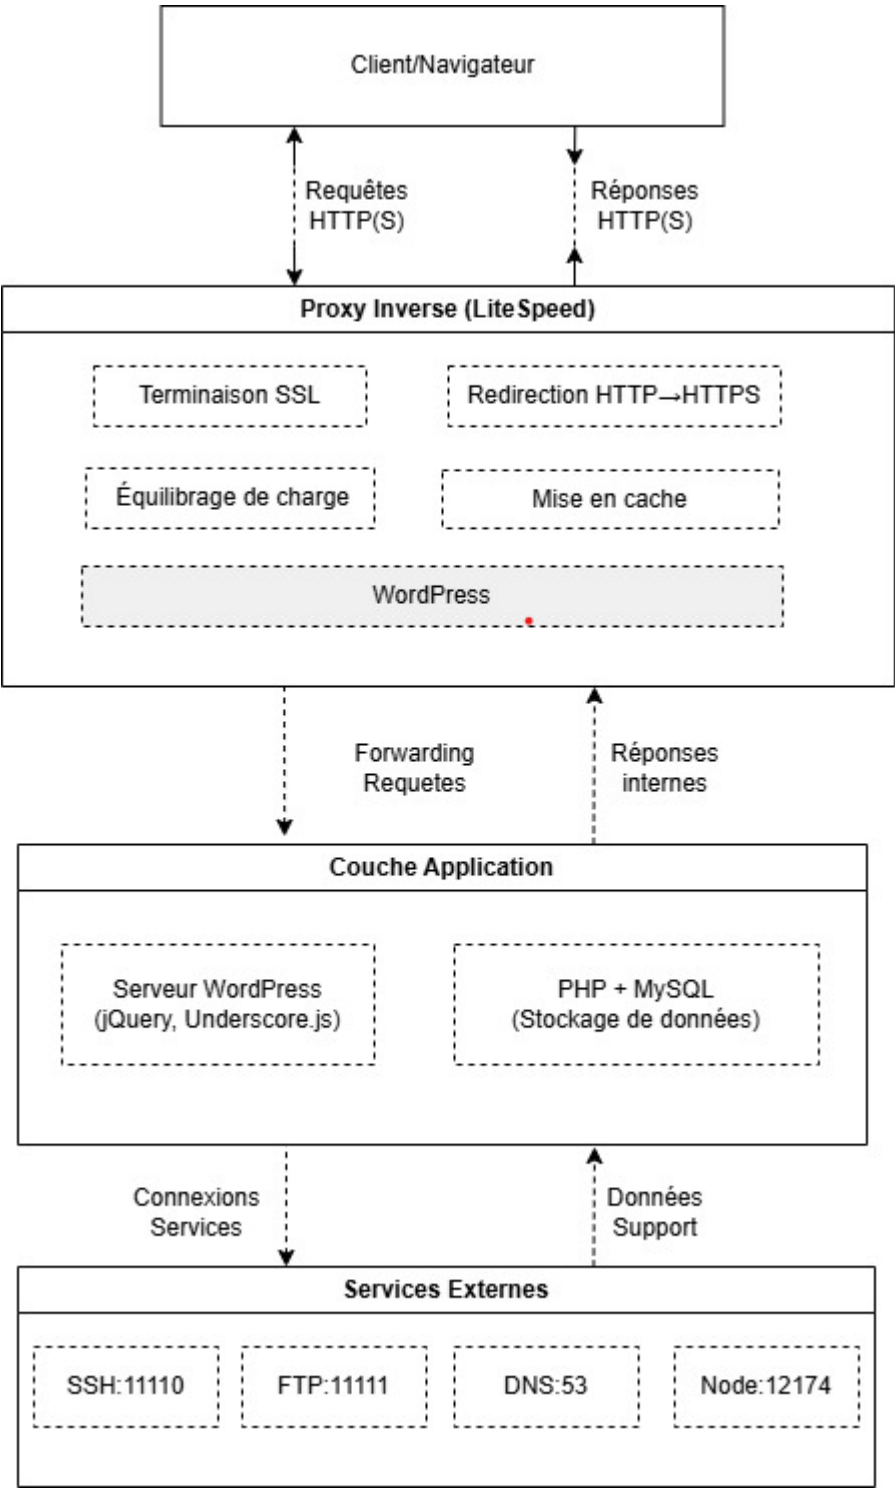 Client/Navigateur
Requêtes
HTTP(S)
Réponses
HTTP(S)
Proxy Inverse (LiteSpeed)
Terminaison SSL
Redirection HTTP→HTTPS
Équilibrage de charge
Mise en cache
WordPress
Forwarding
Requetes
Réponses
internes
Couche Application
Serveur WordPress
(jQuery, Underscore.js)
PHP + MySQL
(Stockage de données)
Connexions
Services
Données
Support
Services Externes
SSH:11110
FTP:11111
DNS:53
Node:12174